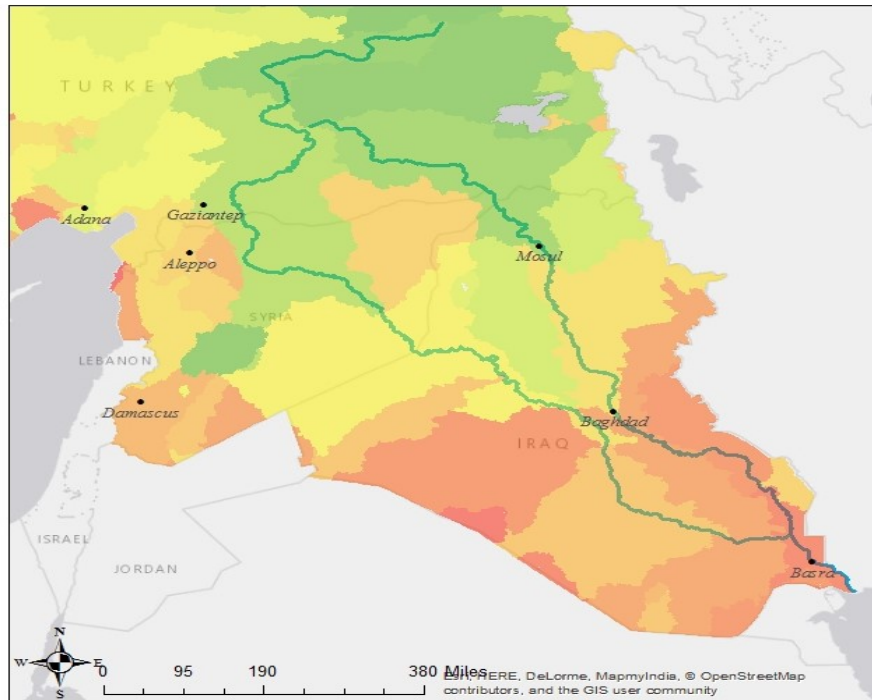 TURKEY
Adana
Gaziantep
Aleppo
Mosul
SYRIA
LEBANON
Damascus
Baghdad
IRAQ
ISRAEL
JORDAN
Basra
N
W E
S
0 95 190 380 Miles
Esri, HERE, DeLorme, MapmyIndia, © OpenStreetMap
contributors, and the GIS user community